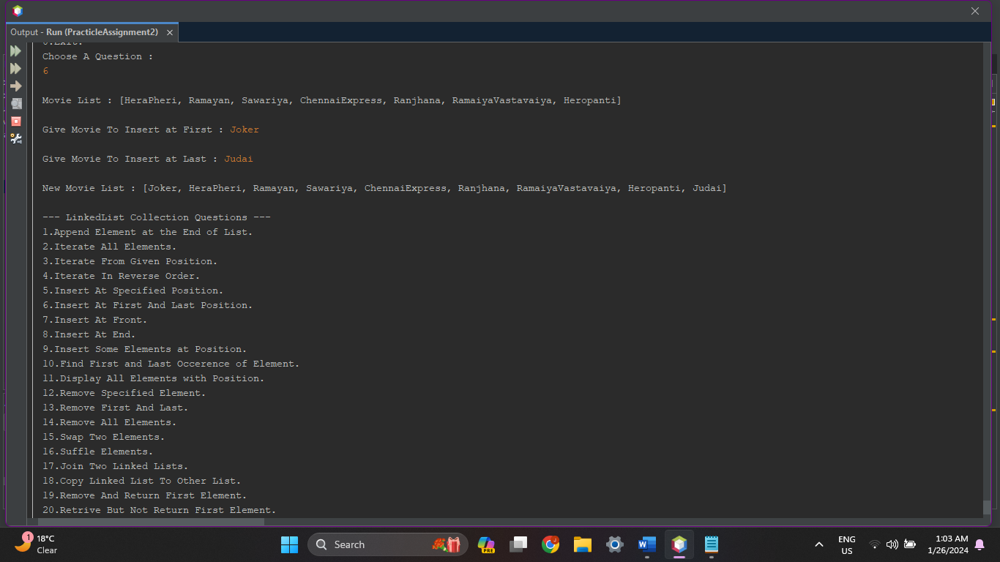 Output - Run (PracticleAssignment2)
0.Exit.
Choose A Question :
6
Movie List : [HeraPheri, Ramayan, Sawariya, ChennaiExpress, Ranjhana, RamaiyaVastavaiya, Heropanti]
Give Movie To Insert at First : Joker
Give Movie To Insert at Last : Judai
New Movie List : [Joker, HeraPheri, Ramayan, Sawariya, ChennaiExpress, Ranjhana, RamaiyaVastavaiya, Heropanti, Judai]
--- LinkedList Collection Questions ---
1.Append Element at the End of List.
2.Iterate All Elements.
3.Iterate From Given Position.
4.Iterate In Reverse Order.
5.Insert At Specified Position.
6.Insert At First And Last Position.
7.Insert At Front.
8.Insert At End.
9.Insert Some Elements at Position.
10.Find First and Last Occerence of Element.
11.Display All Elements with Position.
12.Remove Specified Element.
13.Remove First And Last.
14.Remove All Elements.
15.Swap Two Elements.
16.Suffle Elements.
17.Join Two Linked Lists.
18.Copy Linked List To Other List.
19.Remove And Return First Element.
20.Retrive But Not Return First Element.
1
18°C
Clear
Search
PRE
ENG
US
1:03 AM
1/26/2024